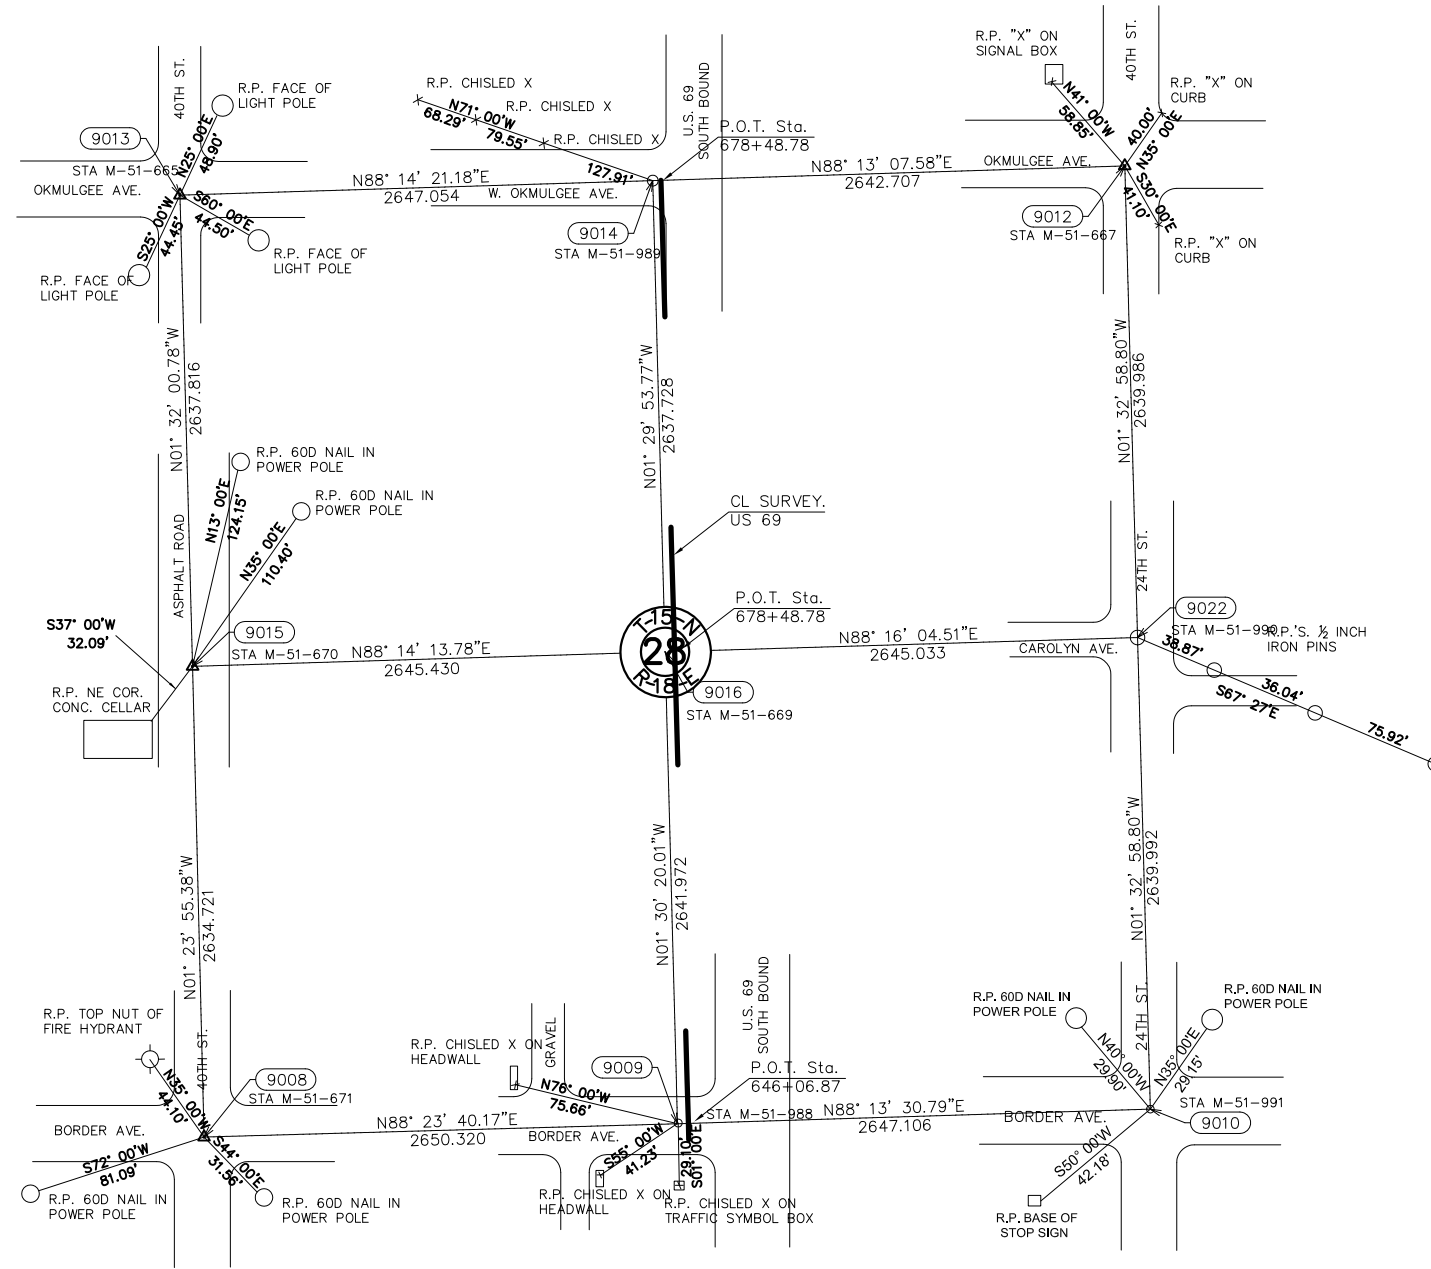 40TH ST.
R.P. FACE OF
LIGHT POLE
9013
STA M-51-665
OKMULGEE AVE.
N25° 00'E
48.90'
S60° 00'E
44.50'
S25° 00'W
44.45'
R.P. FACE OF
LIGHT POLE
R.P. FACE OF
LIGHT POLE
R.P. CHISLED X
R.P. CHISLED X
R.P. CHISLED X
N71° 00'W
68.29'
79.55'
127.91'
U.S. 69
SOUTH BOUND
P.O.T. Sta.
678+48.78
N88° 14' 21.18"E
2647.054
W. OKMULGEE AVE.
9014
STA M-51-989
N88° 13' 07.58"E
2642.707
OKMULGEE AVE.
R.P. "X" ON
SIGNAL BOX
40TH ST.
R.P. "X" ON
CURB
N41° 00'W
58.85'
40.00'
N35° 00'E
S30° 00'E
41.10'
9012
STA M-51-667
R.P. "X" ON
CURB
N01° 32' 00.78"W
2637.816
N01° 29' 53.77"W
2637.728
N01° 32' 58.80"W
2639.986
R.P. 60D NAIL IN
POWER POLE
R.P. 60D NAIL IN
POWER POLE
N13° 00'E
124.15'
N35° 00'E
110.40'
ASPHALT ROAD
CL SURVEY.
US 69
24TH ST.
S37° 00'W
32.09'
9015
STA M-51-670
N88° 14' 13.78"E
2645.430
T-15-N
28
R-18-E
P.O.T. Sta.
678+48.78
9016
STA M-51-669
N88° 16' 04.51"E
2645.033
CAROLYN AVE.
9022
STA M-51-990
R.P.'S. ½ INCH
IRON PINS
38.87'
36.04'
S67° 27'E
75.92'
R.P. NE COR.
CONC. CELLAR
N01° 23' 55.38"W
2634.721
N01° 30' 20.01"W
2641.972
N01° 32' 58.80"W
2639.992
R.P. TOP NUT OF
FIRE HYDRANT
40TH ST.
N35° 00'W
44.10'
9008
STA M-51-671
BORDER AVE.
S72° 00'W
81.09'
S44° 00'E
31.56'
R.P. 60D NAIL IN
POWER POLE
R.P. 60D NAIL IN
POWER POLE
N88° 23' 40.17"E
2650.320
R.P. CHISLED X ON
HEADWALL
GRAVEL
N76° 00'W
75.66'
9009
U.S. 69
SOUTH BOUND
P.O.T. Sta.
646+06.87
STA M-51-988
BORDER AVE.
S55° 00'W
41.23'
29.10'
S01° 00'E
R.P. CHISLED X ON
HEADWALL
R.P. CHISLED X ON
TRAFFIC SYMBOL BOX
N88° 13' 30.79"E
2647.106
R.P. 60D NAIL IN
POWER POLE
R.P. 60D NAIL IN
POWER POLE
24TH ST.
N40° 00'W
29.90'
N35° 00'E
29.15'
STA M-51-991
9010
BORDER AVE.
S50° 00'W
42.18'
R.P. BASE OF
STOP SIGN